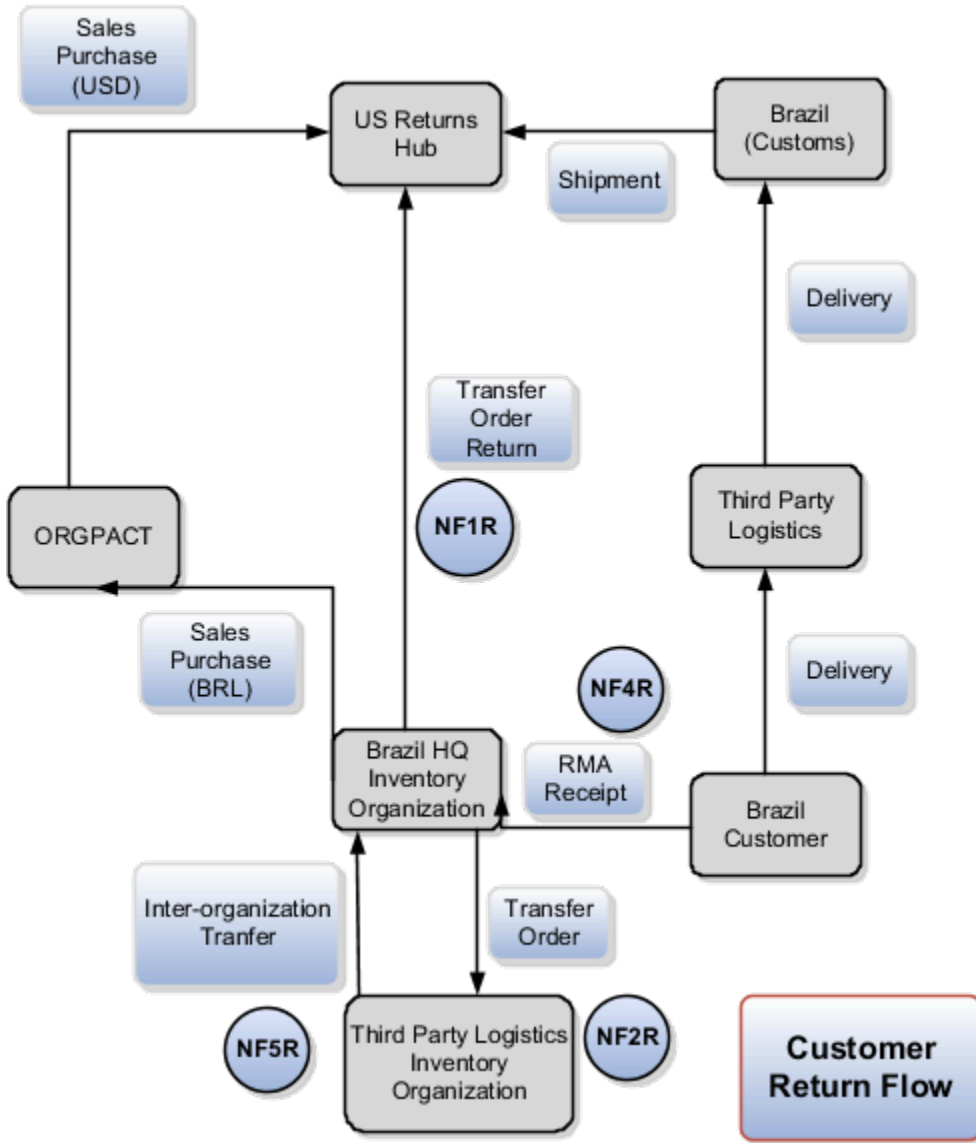 Sales
Purchase
(USD)
US Returns
Hub
Brazil
(Customs)
Shipment
Delivery
Transfer
Order
Return
NF1R
ORGPACT
Third Party
Logistics
Sales
Purchase
(BRL)
NF4R
Delivery
Brazil HQ
Inventory
Organization
RMA
Receipt
Brazil
Customer
Inter-organization
Tranfer
Transfer
Order
NF5R
Third Party Logistics
Inventory
Organization
NF2R
Customer
Return Flow